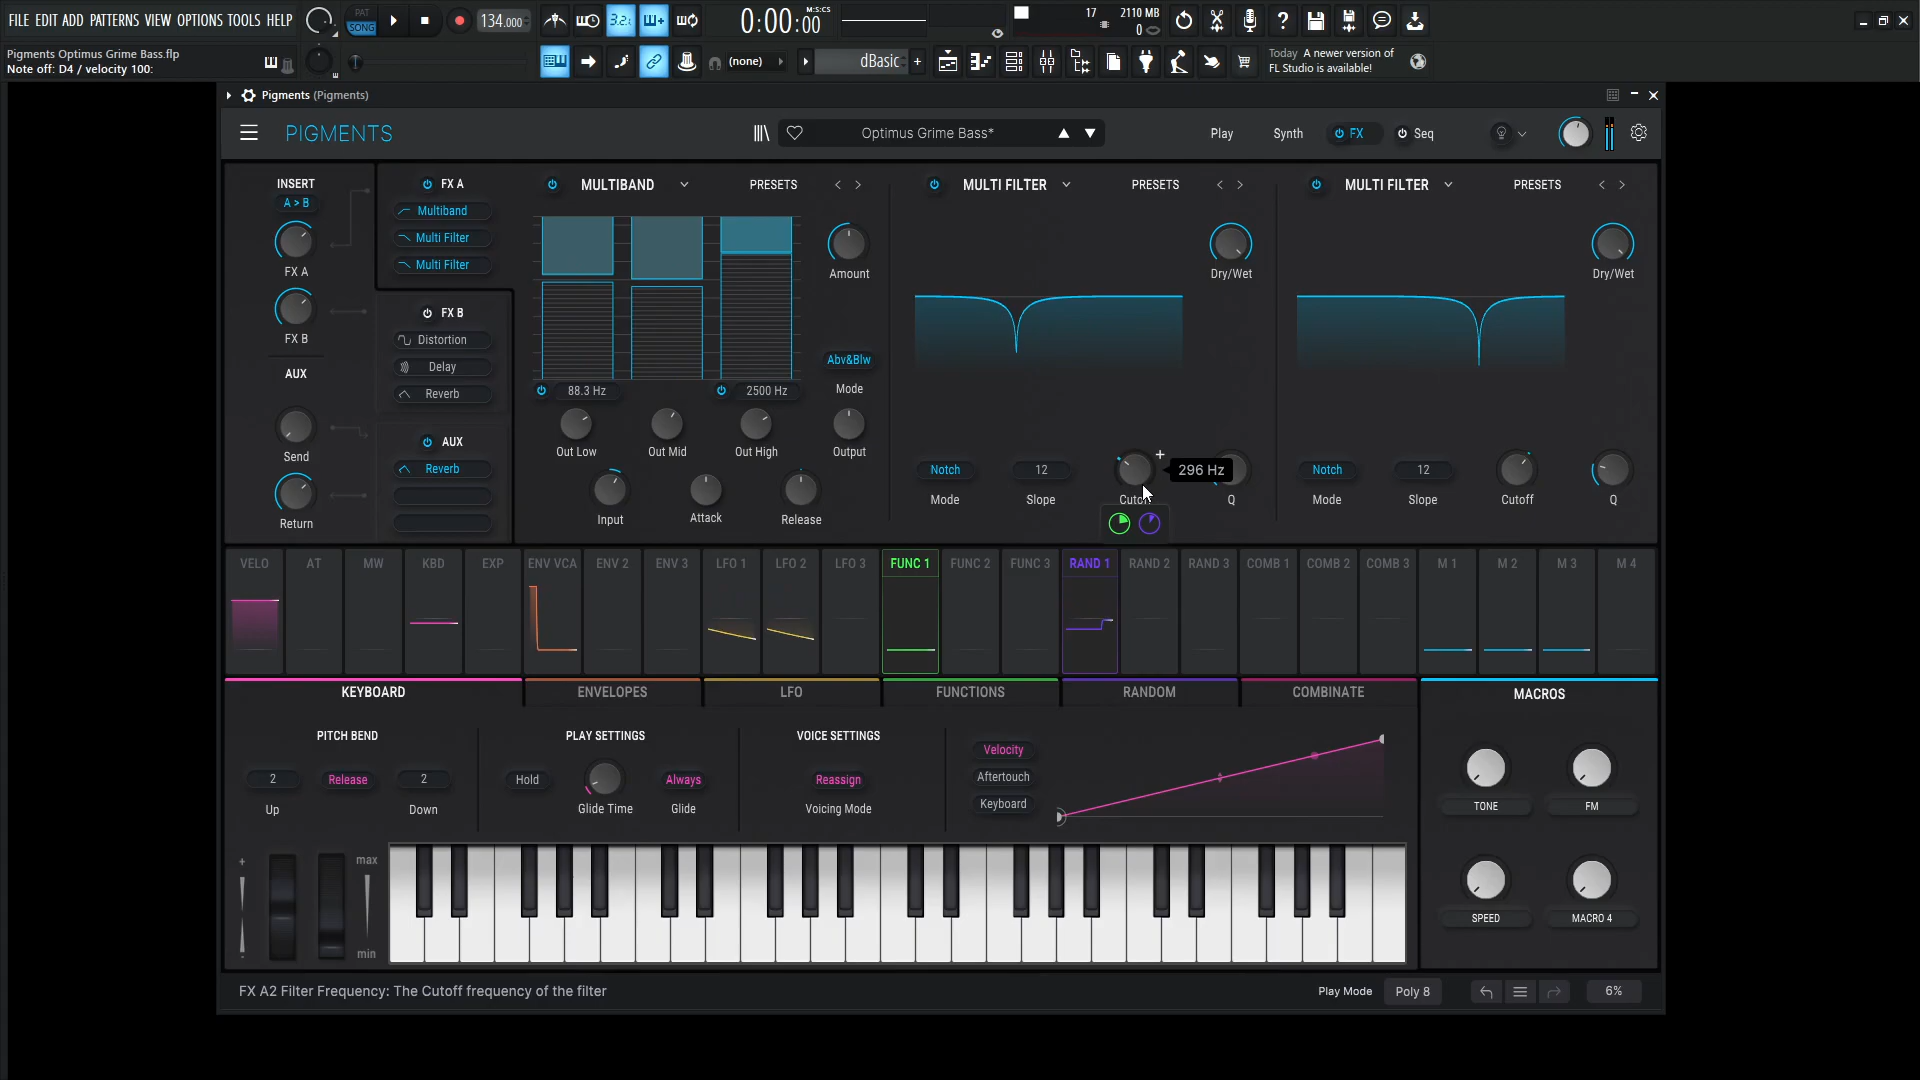 FILE EDIT ADD PATTERNS VIEW OPTIONS TOOLS HELP
PAT
SONG
134.000
3.2.
0:00:00
M:S:CS
17
2110 MB
0
Pigments Optimus Grime Bass.flp
Note off: D4 / velocity 100:
(none)
dBasic
Today A newer version of
FL Studio is available!
Pigments (Pigments)
PIGMENTS
Optimus Grime Bass*
Play
Synth
FX
Seq
INSERT
A > B
FX A
FX B
AUX
Send
Return
FX A
Multiband
Multi Filter
Multi Filter
FX B
Distortion
Delay
Reverb
AUX
Reverb
MULTIBAND
PRESETS
Amount
Abv&Blw
Mode
88.3 Hz
2500 Hz
Out Low
Out Mid
Out High
Output
Input
Attack
Release
MULTI FILTER
PRESETS
Dry/Wet
Notch
12
296 Hz
Mode
Slope
Q
MULTI FILTER
PRESETS
Dry/Wet
Notch
12
Mode
Slope
Cutoff
Q
VELO
AT
MW
KBD
EXP
ENV VCA
ENV 2
ENV 3
LFO 1
LFO 2
LFO 3
FUNC 1
FUNC 2
FUNC 3
RAND 1
RAND 2
RAND 3
COMB 1
COMB 2
COMB 3
M 1
M 2
M 3
M 4
KEYBOARD
ENVELOPES
LFO
FUNCTIONS
RANDOM
COMBINATE
MACROS
PITCH BEND
2
Release
2
Up
Down
PLAY SETTINGS
Hold
Glide Time
Always
Glide
VOICE SETTINGS
Reassign
Voicing Mode
Velocity
Aftertouch
Keyboard
TONE
FM
SPEED
MACRO 4
+
-
max
min
FX A2 Filter Frequency: The Cutoff frequency of the filter
Play Mode
Poly 8
6%